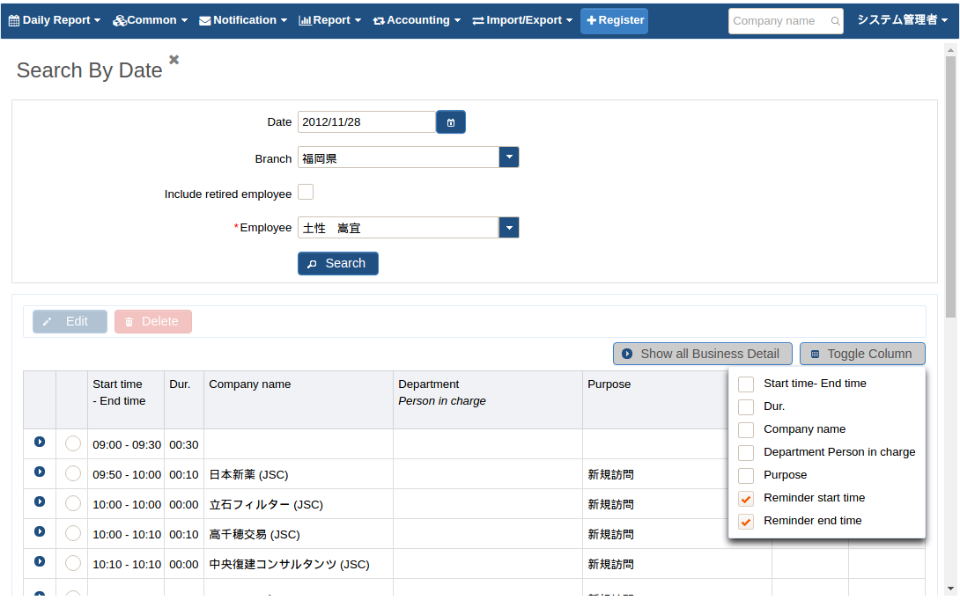 Daily Report Common Notification Report Accounting Import/Export Register Company name システム管理者
Search By Date
Date 2012/11/28
Branch 福岡県
Include retired employee
*Employee 土性 嵩宜
Search
Edit Delete
Show all Business Detail Toggle Column
Start time - End time Dur. Company name Department Person in charge Purpose
Start time- End time
Dur.
Company name
Department Person in charge
Purpose
Reminder start time
Reminder end time
09:00 - 09:30 00:30
09:50 - 10:00 00:10 日本新薬 (JSC) 新規訪問
10:00 - 10:00 00:00 立石フィルター (JSC) 新規訪問
10:00 - 10:10 00:10 高千穂交易 (JSC) 新規訪問
10:10 - 10:10 00:00 中央復建コンサルタンツ (JSC) 新規訪問